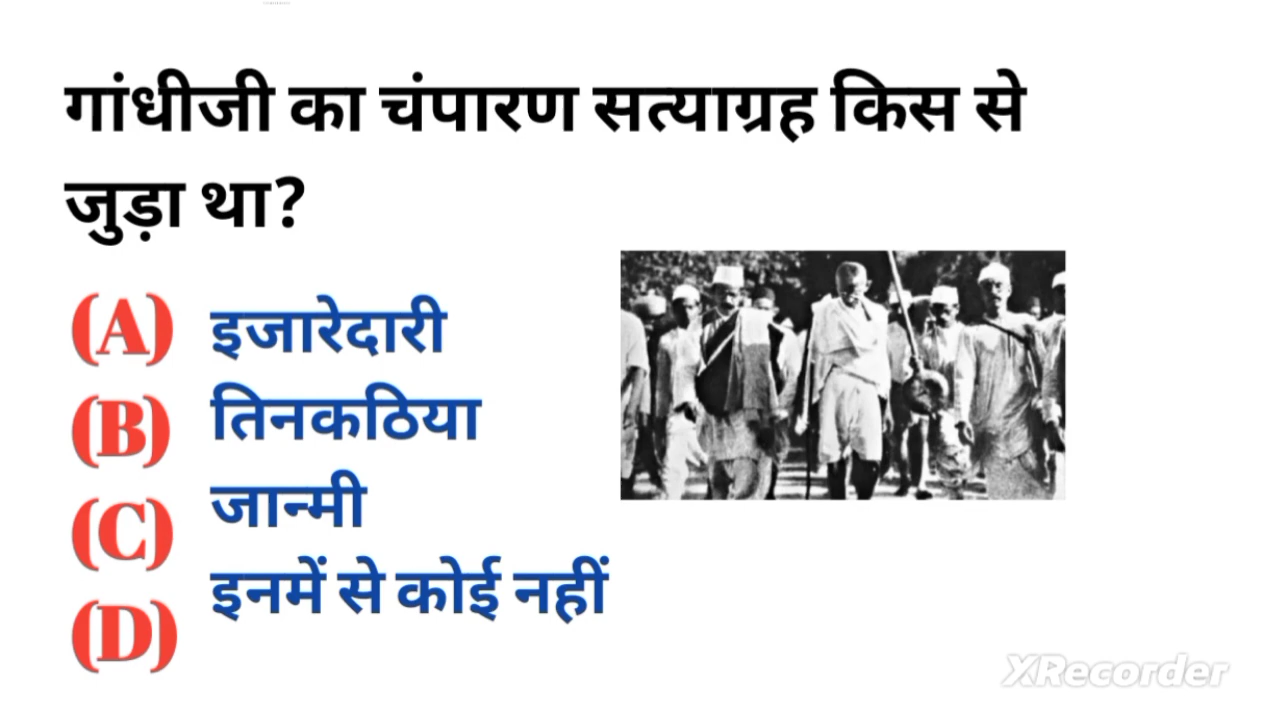 गांधीजी का चंपारण सत्याग्रह किस से
जुड़ा था?
(A) इजारेदारी
(B) तिनकठिया
(C) जान्मी
(D) इनमें से कोई नहीं
XRecorder